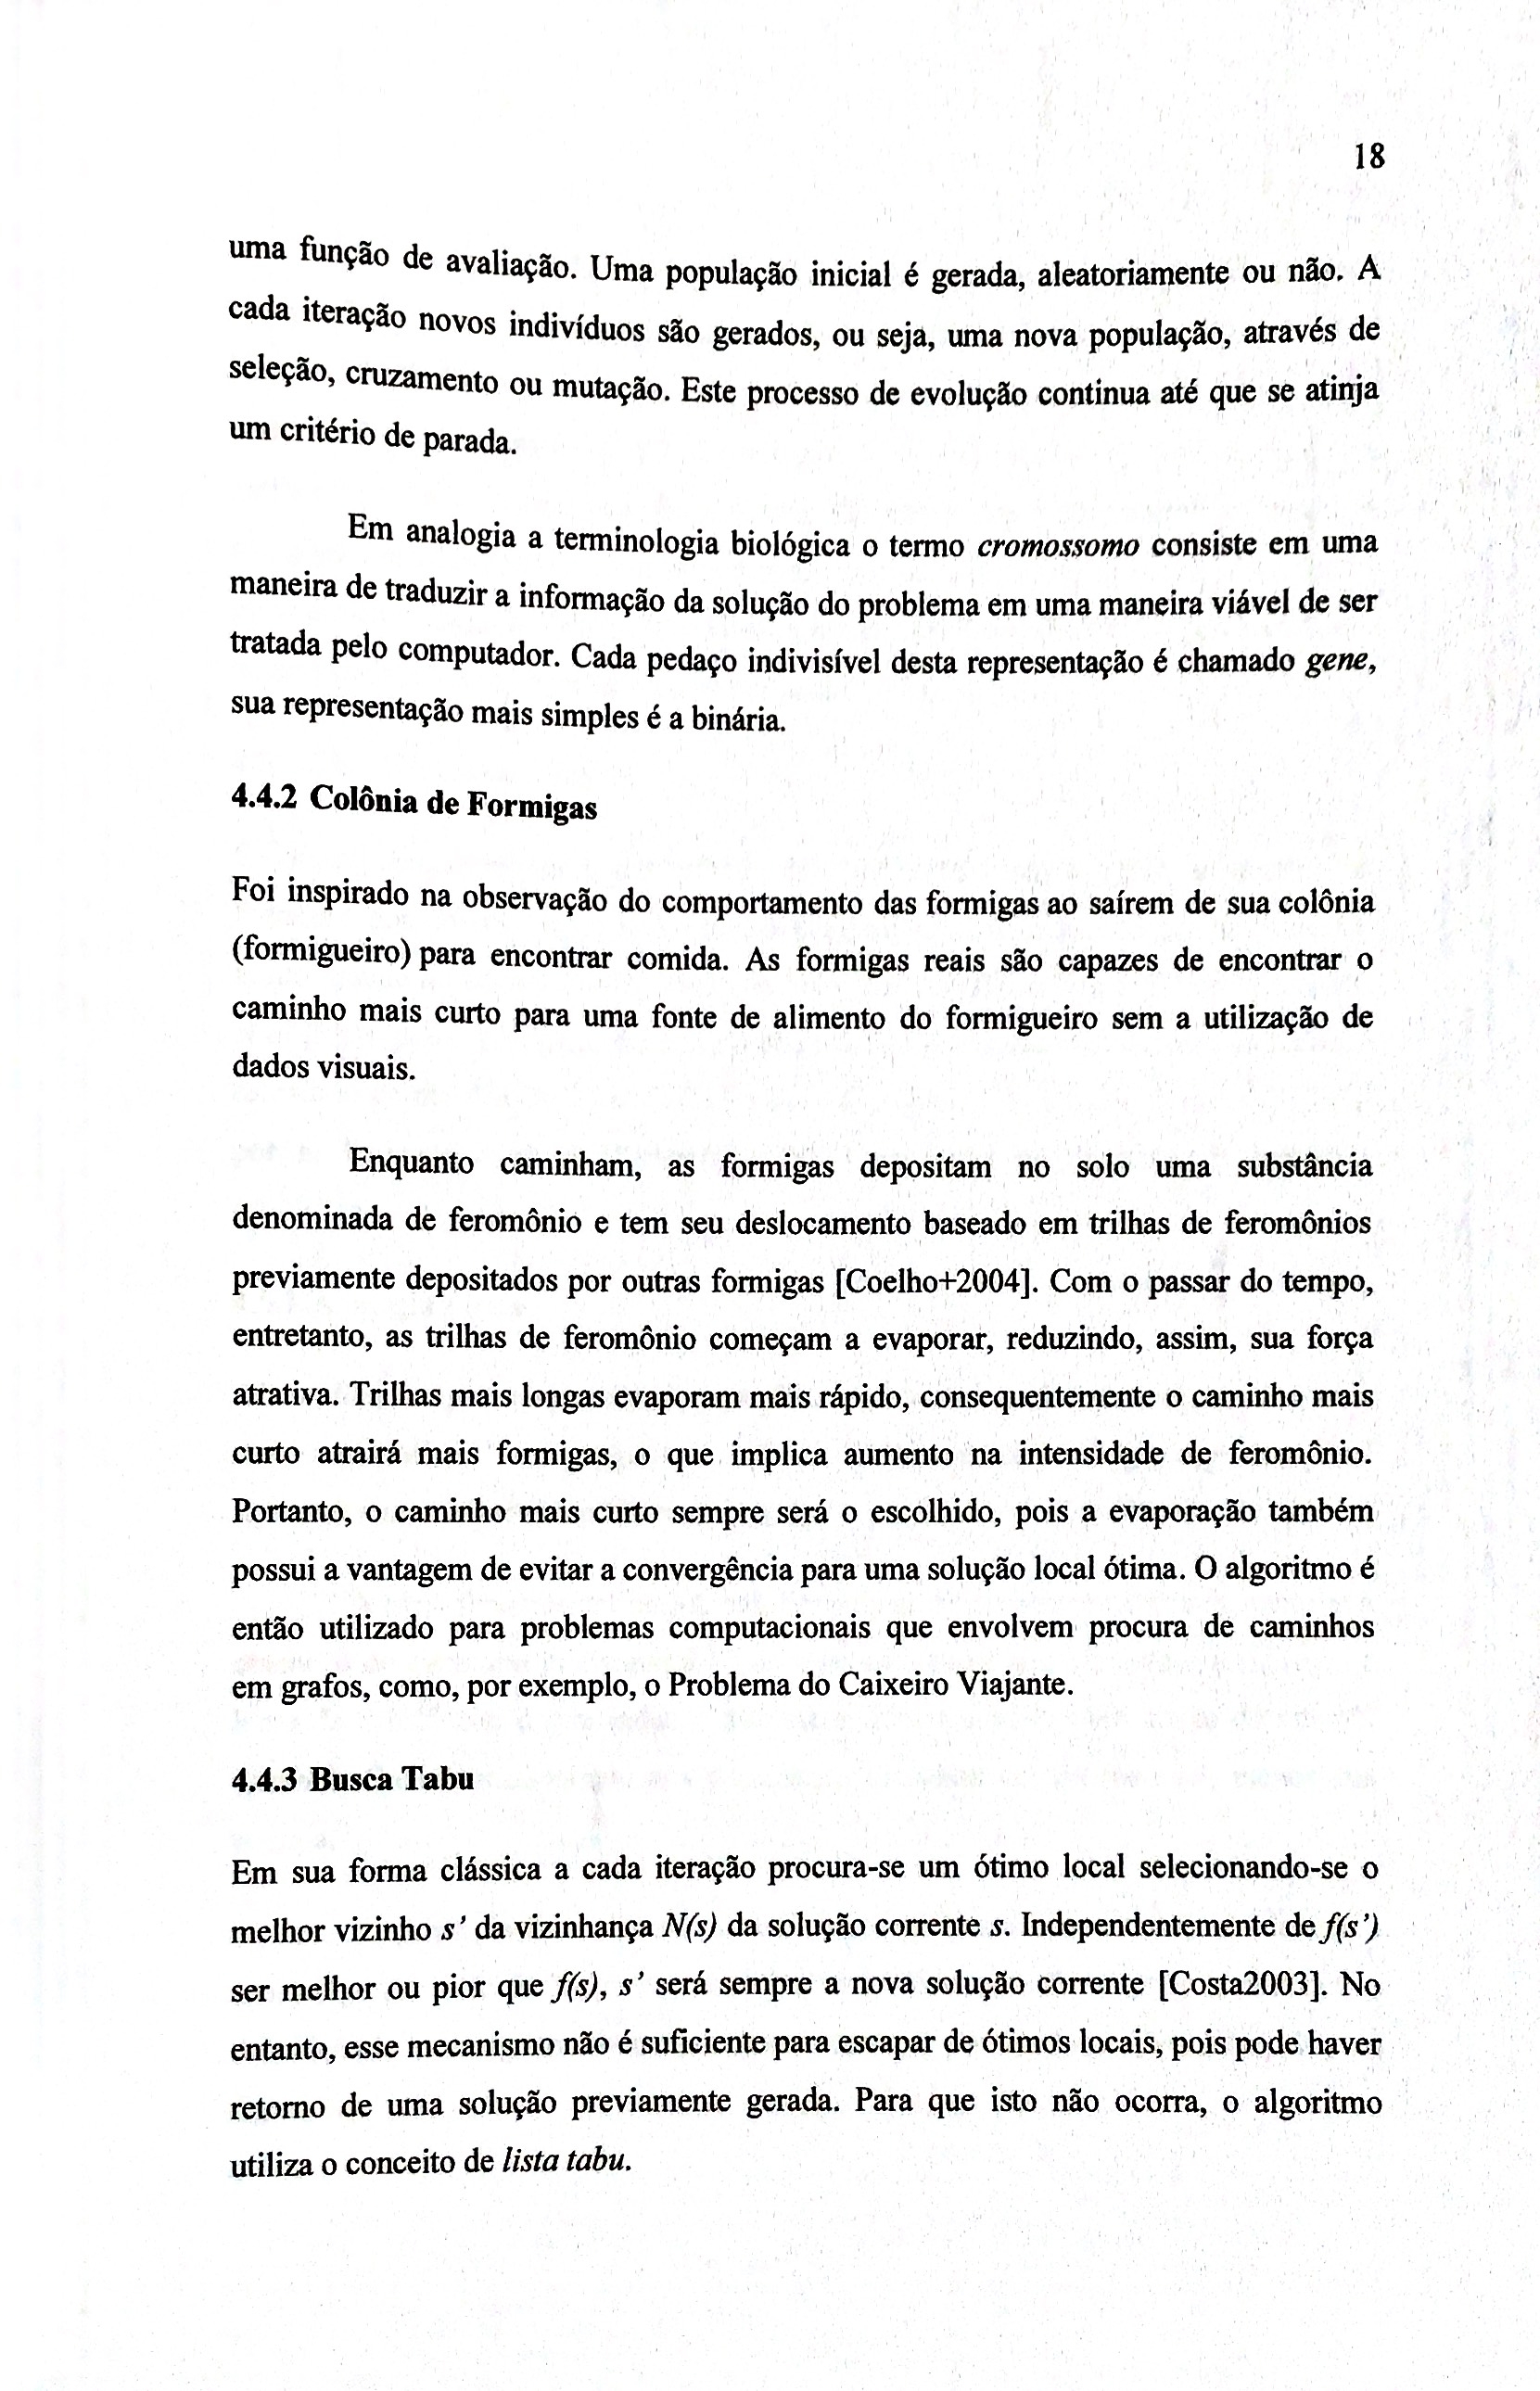 18
uma função de avaliação. Uma população inicial é gerada, aleatoriamente ou não. A
cada iteração novos indivíduos são gerados, ou seja, uma nova população, através de
seleção, cruzamento ou mutação. Este processo de evolução continua até que se atinja
um critério de parada.
Em analogia a terminologia biológica o termo cromossomo consiste em uma
maneira de traduzir a informação da solução do problema em uma maneira viável de ser
tratada pelo computador. Cada pedaço indivisível desta representação é chamado gene,
sua representação mais simples é a binária.
4.4.2 Colônia de Formigas
Foi inspirado na observação do comportamento das formigas ao saírem de sua colônia
(formigueiro) para encontrar comida. As formigas reais são capazes de encontrar o
caminho mais curto para uma fonte de alimento do formigueiro sem a utilização de
dados visuais.
Enquanto caminham, as formigas depositam no solo uma substância
denominada de feromônio e tem seu deslocamento baseado em trilhas de feromônios
previamente depositados por outras formigas [Coelho+2004]. Com o passar do tempo,
entretanto, as trilhas de feromônio começam a evaporar, reduzindo, assim, sua força
atrativa. Trilhas mais longas evaporam mais rápido, consequentemente o caminho mais
curto atrairá mais formigas, o que implica aumento na intensidade de feromônio.
Portanto, o caminho mais curto sempre será o escolhido, pois a evaporação também
possui a vantagem de evitar a convergência para uma solução local ótima. O algoritmo é
então utilizado para problemas computacionais que envolvem procura de caminhos
em grafos, como, por exemplo, o Problema do Caixeiro Viajante.
4.4.3 Busca Tabu
Em sua forma clássica a cada iteração procura-se um ótimo local selecionando-se o
melhor vizinho s’ da vizinhança N(s) da solução corrente s. Independentemente de f(s’)
ser melhor ou pior que f(s), s’ será sempre a nova solução corrente [Costa2003]. No
entanto, esse mecanismo não é suficiente para escapar de ótimos locais, pois pode haver
retorno de uma solução previamente gerada. Para que isto não ocorra, o algoritmo
utiliza o conceito de lista tabu.